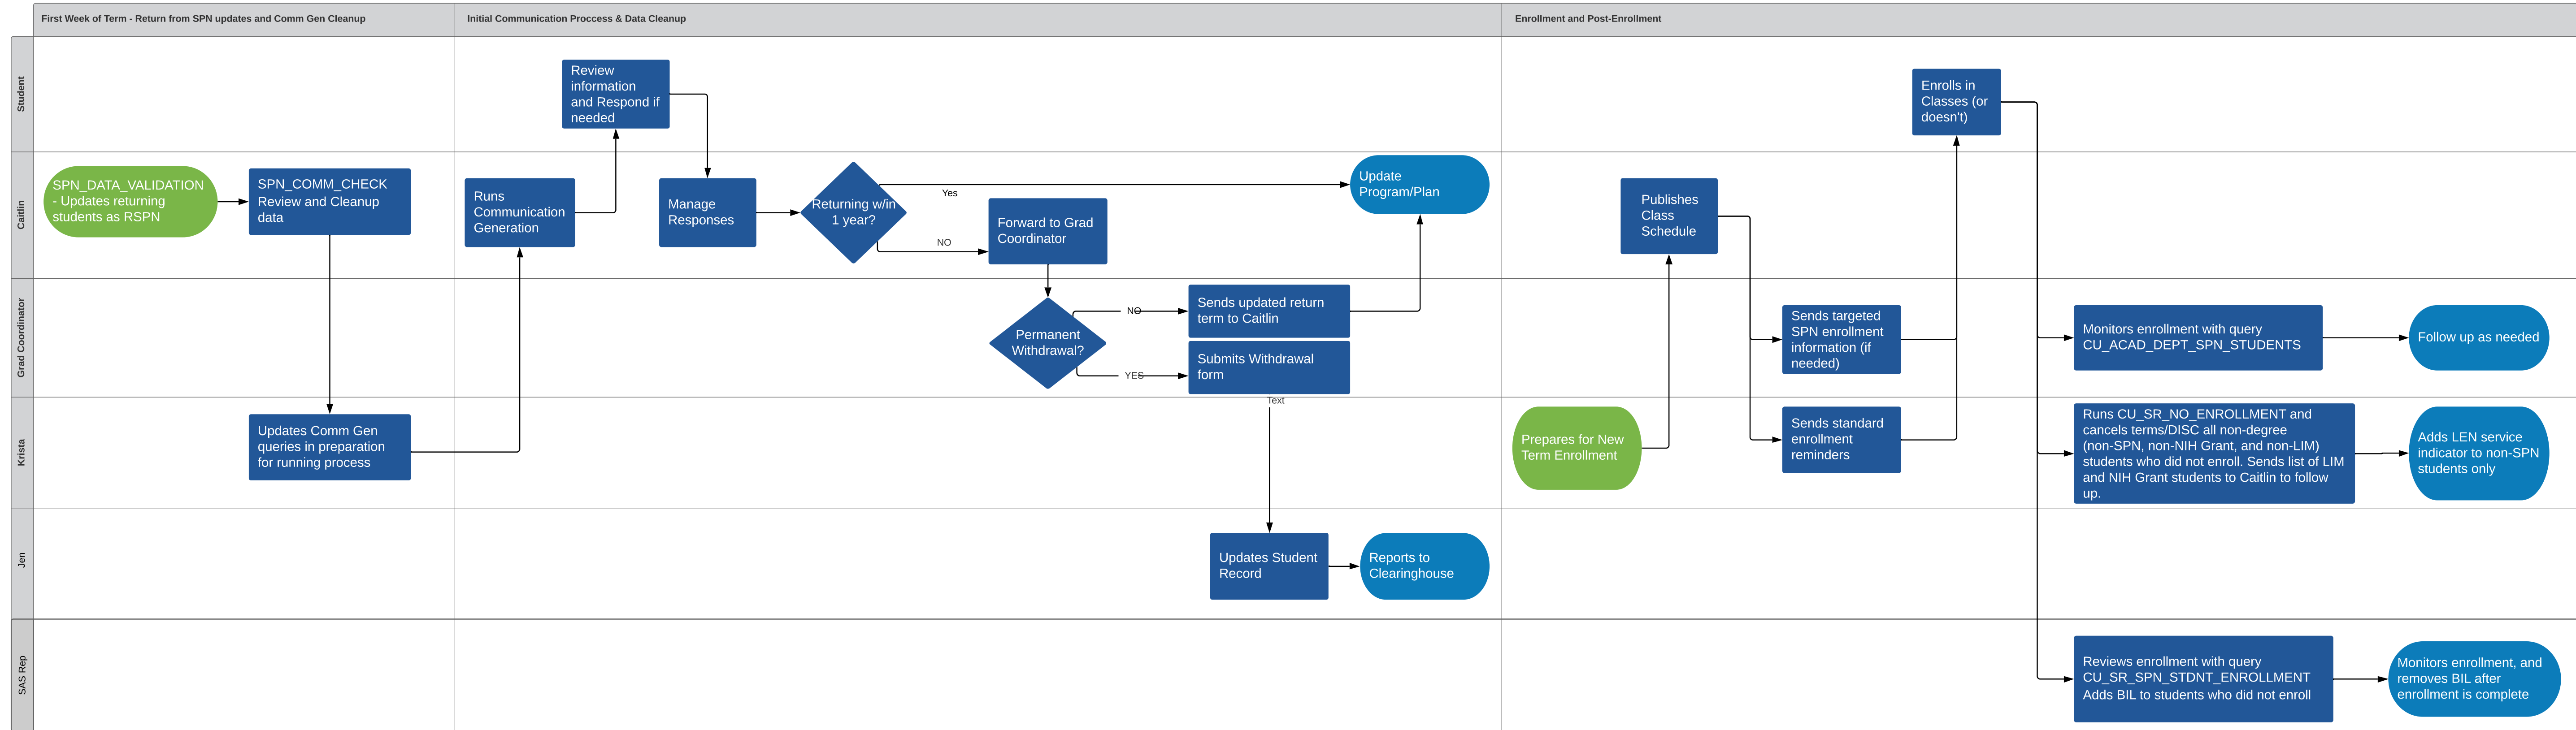 First Week of Term - Return from SPN updates and Comm Gen Cleanup
Initial Communication Proccess & Data Cleanup
Enrollment and Post-Enrollment
Student
Review
information
and Respond if
needed
Enrolls in
Classes (or
doesn't)
Caitlin
SPN_DATA_VALIDATION
- Updates returning
students as RSPN
SPN_COMM_CHECK
Review and Cleanup
data
Runs
Communication
Generation
Manage
Responses
Returning w/in
1 year?
Yes
NO
Forward to Grad
Coordinator
Update
Program/Plan
Publishes
Class
Schedule
Grad Coordinator
Permanent
Withdrawal?
NO
YES
Sends updated return
term to Caitlin
Submits Withdrawal
form
Text
Sends targeted
SPN enrollment
information (if
needed)
Monitors enrollment with query
CU_ACAD_DEPT_SPN_STUDENTS
Follow up as needed
Krista
Updates Comm Gen
queries in preparation
for running process
Prepares for New
Term Enrollment
Sends standard
enrollment
reminders
Runs CU_SR_NO_ENROLLMENT and
cancels terms/DISC all non-degree
(non-SPN, non-NIH Grant, and non-LIM)
students who did not enroll. Sends list of LIM
and NIH Grant students to Caitlin to follow
up.
Adds LEN service
indicator to non-SPN
students only
Jen
Updates Student
Record
Reports to
Clearinghouse
SAS Rep
Reviews enrollment with query
CU_SR_SPN_STDNT_ENROLLMENT
Adds BIL to students who did not enroll
Monitors enrollment, and
removes BIL after
enrollment is complete